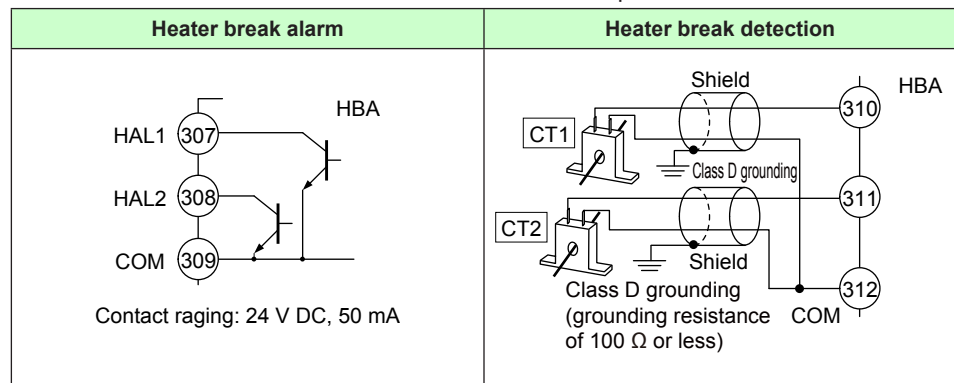 Heater break alarm
Heater break detection
HBA
HAL1 307
HAL2 308
COM 309
Contact raging: 24 V DC, 50 mA
Shield
HBA
310
CT1
Class D grounding
311
CT2
Shield
312
Class D grounding
(grounding resistance
of 100 Ω or less)
COM